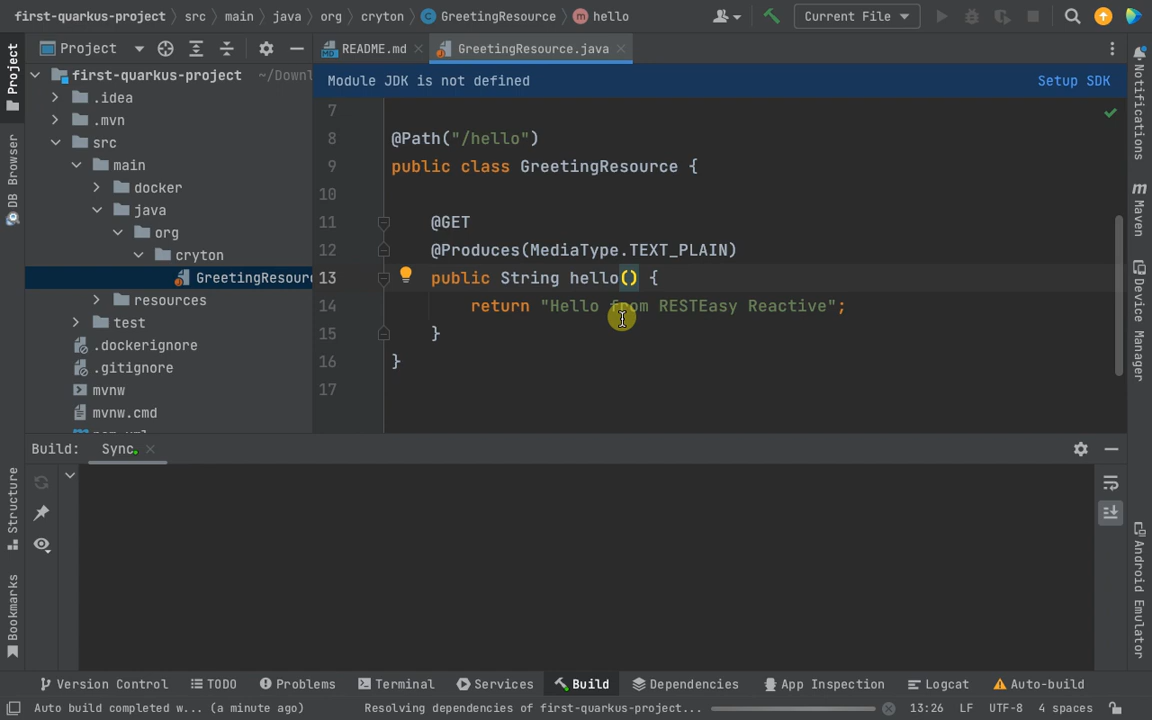 first-quarkus-project src main java org cryton GreetingResource hello Current File
Project README.md GreetingResource.java
first-quarkus-project ~/Downl
Module JDK is not defined Setup SDK
.idea
.mvn
src
main
docker
java
org
cryton
GreetingResour
resources
test
.dockerignore
.gitignore
mvnw
mvnw.cmd
7
8 @Path("/hello")
9 public class GreetingResource {
10
11 @GET
12 @Produces(MediaType.TEXT_PLAIN)
13 public String hello() {
14 return "Hello from RESTEasy Reactive";
15 }
16 }
17
Project
DB Browser
Structure
Bookmarks
Notifications
Maven
Device Manager
Android Emulator
Build: Sync
Version Control TODO Problems Terminal Services Build Dependencies App Inspection Logcat Auto-build
Auto build completed w... (a minute ago) Resolving dependencies of first-quarkus-project... 13:26 LF UTF-8 4 spaces